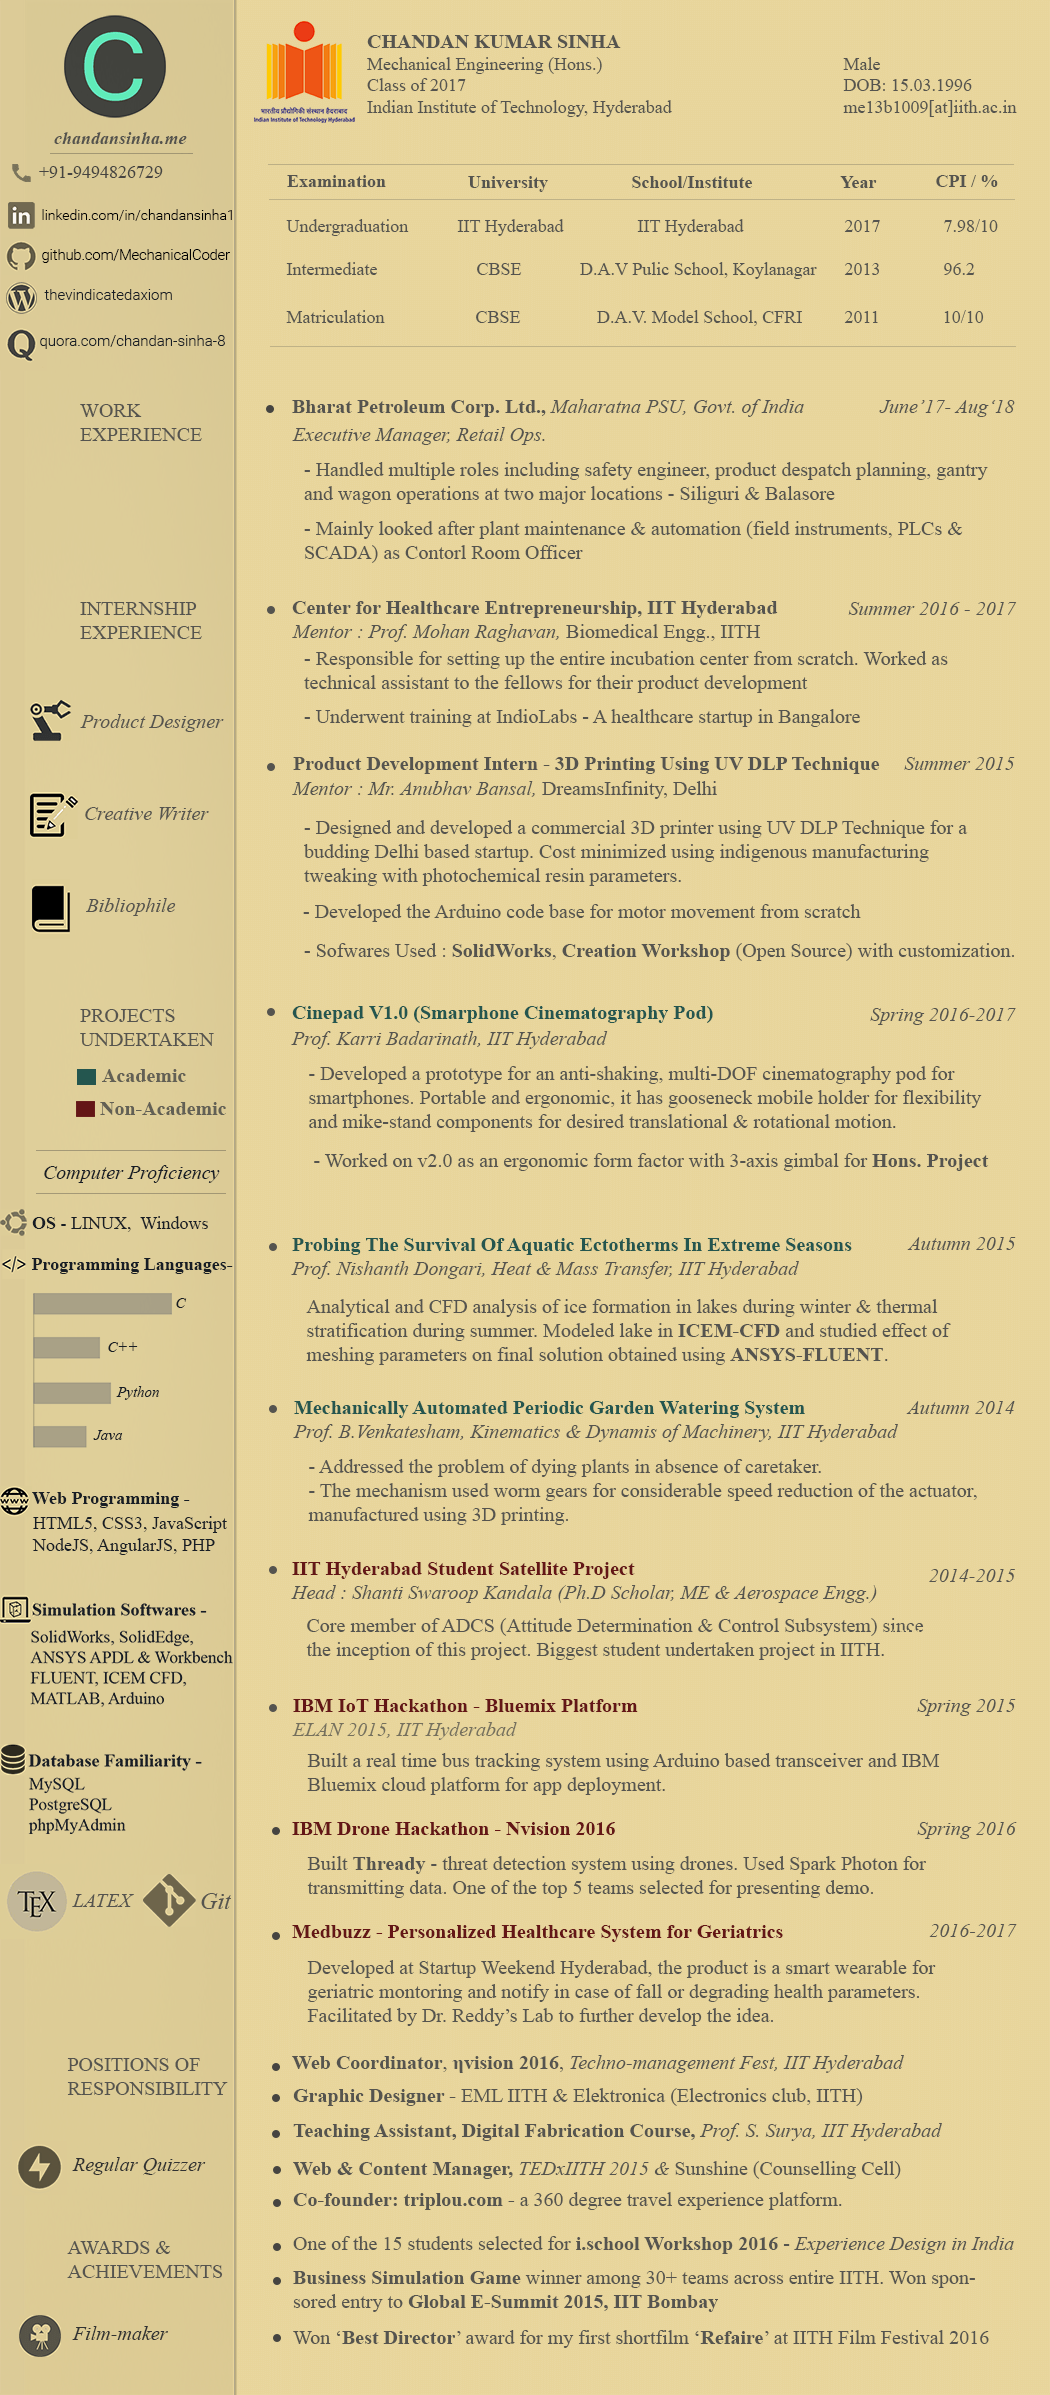 C
chandansinha.me
+91-9494826729
linkedin.com/in/chandansinha1
github.com/MechanicalCoder
thevindicatedaxiom
quora.com/chandan-sinha-8
भारतीय प्रौद्योगिकी संस्थान हैदराबाद
Indian Institute of Technology Hyderabad
CHANDAN KUMAR SINHA
Mechanical Engineering (Hons.)
Class of 2017
Indian Institute of Technology, Hyderabad
Male
DOB: 15.03.1996
me13b1009[at]iith.ac.in
Examination University School/Institute Year CPI / %
Undergraduation IIT Hyderabad IIT Hyderabad 2017 7.98/10
Intermediate CBSE D.A.V Pulic School, Koylanagar 2013 96.2
Matriculation CBSE D.A.V. Model School, CFRI 2011 10/10
WORK
EXPERIENCE
Bharat Petroleum Corp. Ltd., Maharatna PSU, Govt. of India June’17- Aug‘18
Executive Manager, Retail Ops.
- Handled multiple roles including safety engineer, product despatch planning, gantry
and wagon operations at two major locations - Siliguri & Balasore
- Mainly looked after plant maintenance & automation (field instruments, PLCs &
SCADA) as Contorl Room Officer
INTERNSHIP
EXPERIENCE
Product Designer
Creative Writer
Bibliophile
Center for Healthcare Entrepreneurship, IIT Hyderabad Summer 2016 - 2017
Mentor : Prof. Mohan Raghavan, Biomedical Engg., IITH
- Responsible for setting up the entire incubation center from scratch. Worked as
technical assistant to the fellows for their product development
- Underwent training at IndioLabs - A healthcare startup in Bangalore
Product Development Intern - 3D Printing Using UV DLP Technique Summer 2015
Mentor : Mr. Anubhav Bansal, DreamsInfinity, Delhi
- Designed and developed a commercial 3D printer using UV DLP Technique for a
budding Delhi based startup. Cost minimized using indigenous manufacturing
tweaking with photochemical resin parameters.
- Developed the Arduino code base for motor movement from scratch
- Sofwares Used : SolidWorks, Creation Workshop (Open Source) with customization.
PROJECTS
UNDERTAKEN
Academic
Non-Academic
Computer Proficiency
OS - LINUX, Windows
</> Programming Languages-
C
C++
Python
Java
Web Programming -
HTML5, CSS3, JavaScript
NodeJS, AngularJS, PHP
Simulation Softwares -
SolidWorks, SolidEdge,
ANSYS APDL & Workbench
FLUENT, ICEM CFD,
MATLAB, Arduino
Database Familiarity -
MySQL
PostgreSQL
phpMyAdmin
TEX LATEX Git
Cinepad V1.0 (Smarphone Cinematography Pod) Spring 2016-2017
Prof. Karri Badarinath, IIT Hyderabad
- Developed a prototype for an anti-shaking, multi-DOF cinematography pod for
smartphones. Portable and ergonomic, it has gooseneck mobile holder for flexibility
and mike-stand components for desired translational & rotational motion.
- Worked on v2.0 as an ergonomic form factor with 3-axis gimbal for Hons. Project
Probing The Survival Of Aquatic Ectotherms In Extreme Seasons Autumn 2015
Prof. Nishanth Dongari, Heat & Mass Transfer, IIT Hyderabad
Analytical and CFD analysis of ice formation in lakes during winter & thermal
stratification during summer. Modeled lake in ICEM-CFD and studied effect of
meshing parameters on final solution obtained using ANSYS-FLUENT.
Mechanically Automated Periodic Garden Watering System Autumn 2014
Prof. B.Venkatesham, Kinematics & Dynamis of Machinery, IIT Hyderabad
- Addressed the problem of dying plants in absence of caretaker.
- The mechanism used worm gears for considerable speed reduction of the actuator,
manufactured using 3D printing.
IIT Hyderabad Student Satellite Project 2014-2015
Head : Shanti Swaroop Kandala (Ph.D Scholar, ME & Aerospace Engg.)
Core member of ADCS (Attitude Determination & Control Subsystem) since
the inception of this project. Biggest student undertaken project in IITH.
IBM IoT Hackathon - Bluemix Platform Spring 2015
ELAN 2015, IIT Hyderabad
Built a real time bus tracking system using Arduino based transceiver and IBM
Bluemix cloud platform for app deployment.
IBM Drone Hackathon - Nvision 2016 Spring 2016
Built Thready - threat detection system using drones. Used Spark Photon for
transmitting data. One of the top 5 teams selected for presenting demo.
Medbuzz - Personalized Healthcare System for Geriatrics 2016-2017
Developed at Startup Weekend Hyderabad, the product is a smart wearable for
geriatric montoring and notify in case of fall or degrading health parameters.
Facilitated by Dr. Reddy’s Lab to further develop the idea.
POSITIONS OF
RESPONSIBILITY
Regular Quizzer
Web Coordinator, ηvision 2016, Techno-management Fest, IIT Hyderabad
Graphic Designer - EML IITH & Elektronica (Electronics club, IITH)
Teaching Assistant, Digital Fabrication Course, Prof. S. Surya, IIT Hyderabad
Web & Content Manager, TEDxIITH 2015 & Sunshine (Counselling Cell)
Co-founder: triplou.com - a 360 degree travel experience platform.
AWARDS &
ACHIEVEMENTS
Film-maker
One of the 15 students selected for i.school Workshop 2016 - Experience Design in India
Business Simulation Game winner among 30+ teams across entire IITH. Won spon-
sored entry to Global E-Summit 2015, IIT Bombay
Won ‘Best Director’ award for my first shortfilm ‘Refaire’ at IITH Film Festival 2016